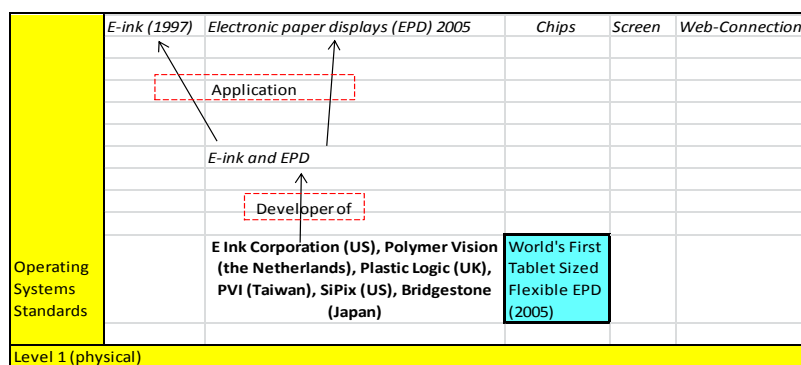 E-ink (1997) Electronic paper displays (EPD) 2005 Chips Screen Web-Connection
Application
E-ink and EPD
Developer of
E Ink Corporation (US), Polymer Vision
(the Netherlands), Plastic Logic (UK),
PVI (Taiwan), SiPix (US), Bridgestone
(Japan)
World's First
Tablet Sized
Flexible EPD
(2005)
Operating
Systems
Standards
Level 1 (physical)